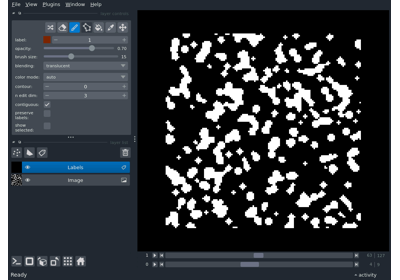 File View Plugins Window Help
label: 1
opacity: 0.70
brush size: 10
blending: translucent
color mode: auto
contour: 0
n edit dim: 3
contiguous:
preserve labels:
show selected:
Labels
Image
Ready
activity